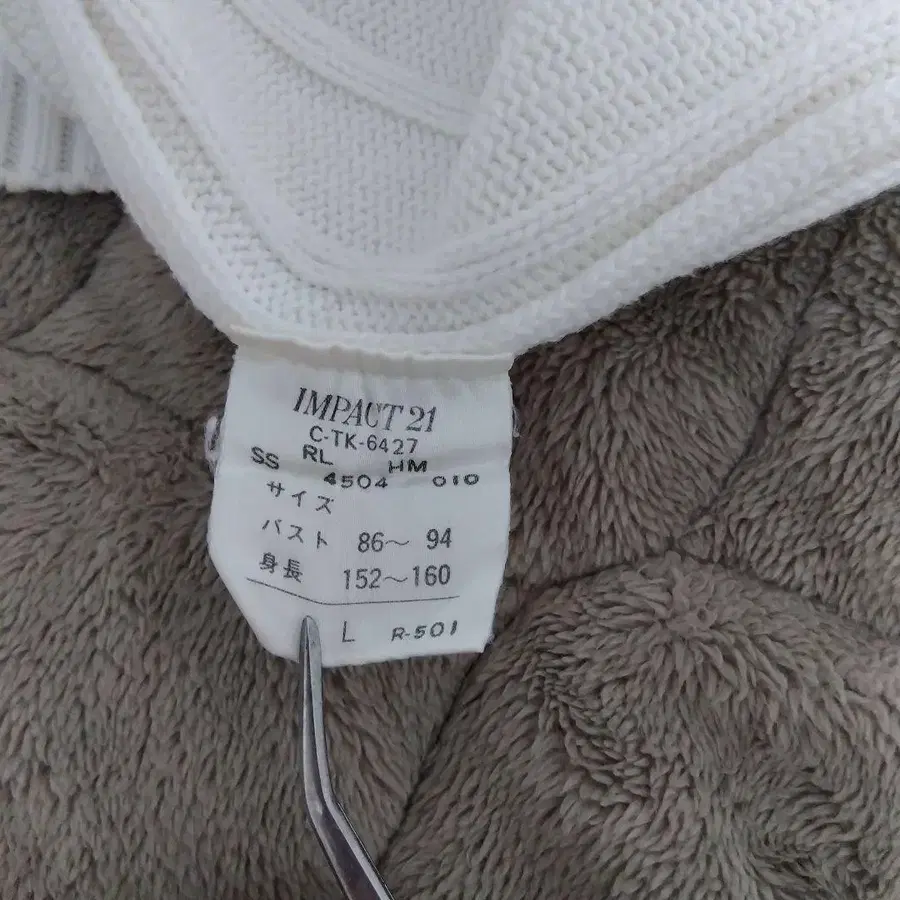 IMPACT 21
C-TK-6427
SS RL HM
4504 010
サイズ
バスト 86〜 94
身長 152〜160
L R-501